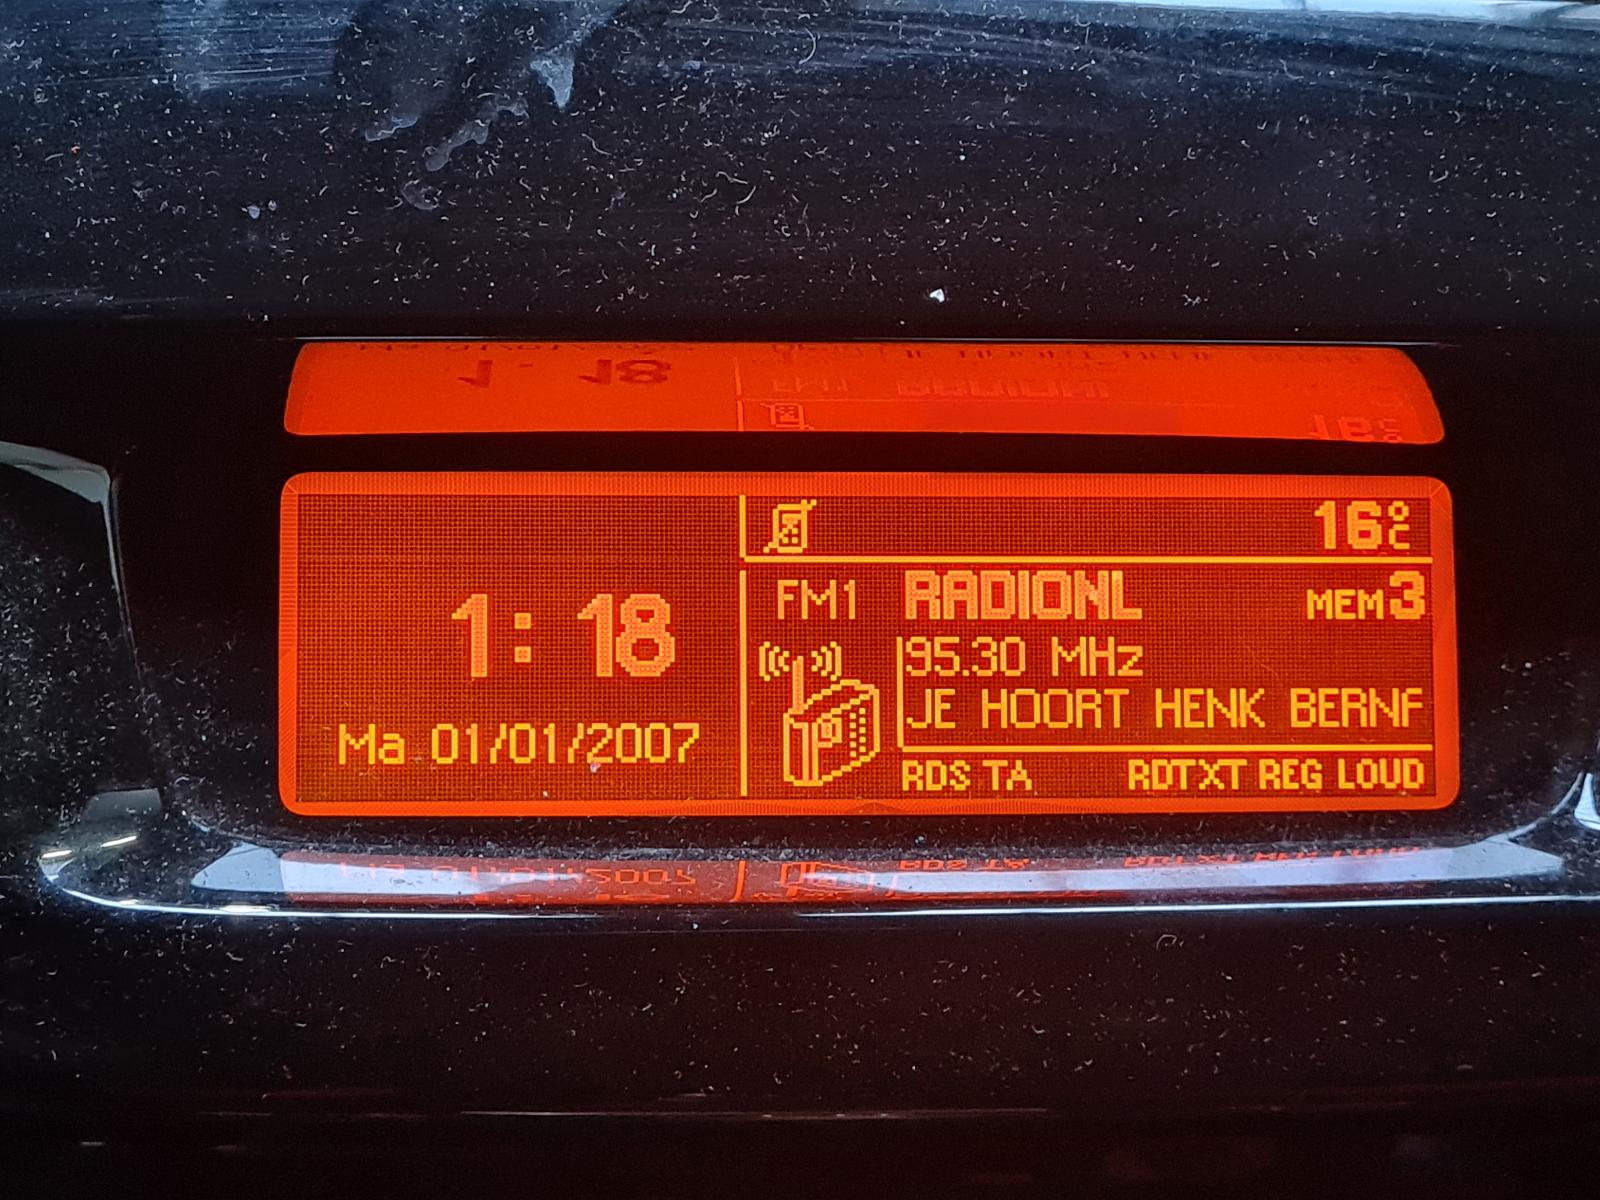 16°C
FM1 RADIONL MEM3
95.30 MHz
JE HOORT HENK BERNF
RDS TA RDTXT REG LOUD
1:18
Ma 01/01/2007